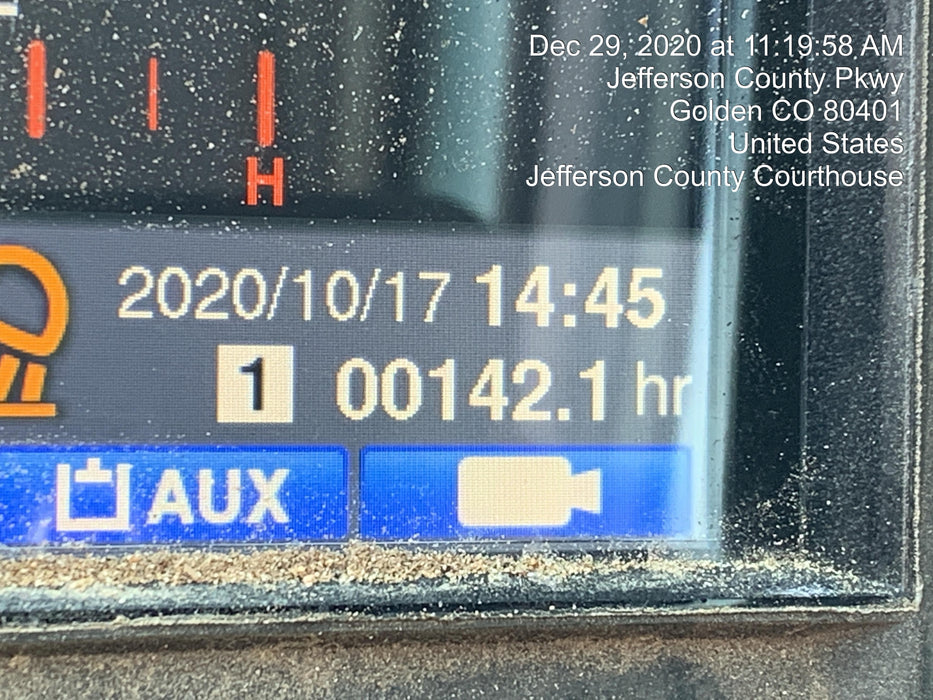 Dec 29, 2020 at 11:19:58 AM
Jefferson County Pkwy
Golden CO 80401
United States
Jefferson County Courthouse
H
2020/10/17 14:45
1 00142.1 hr
AUX